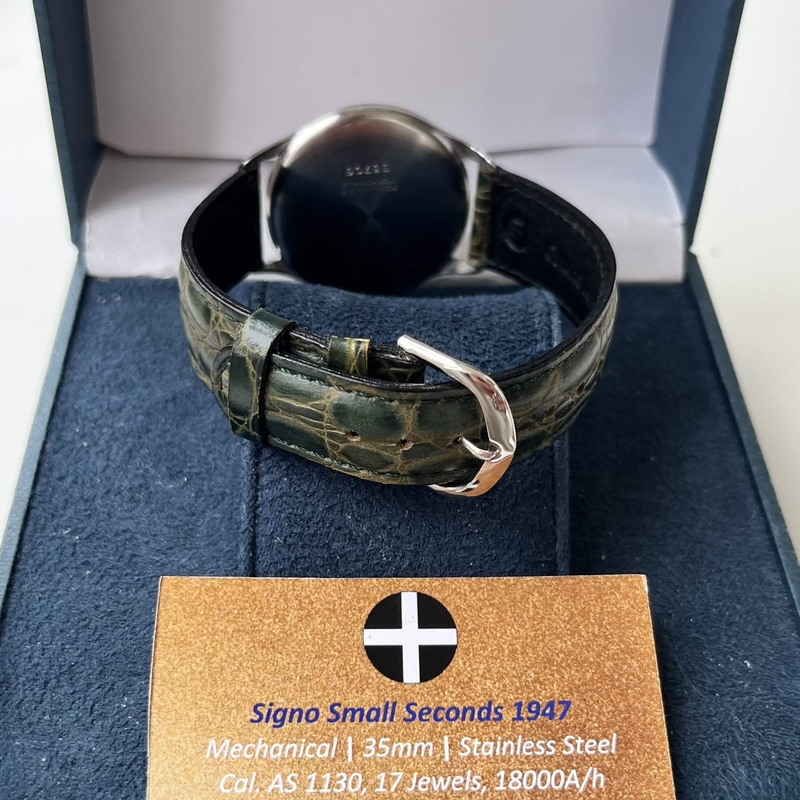 Signo Small Seconds 1947
Mechanical | 35mm | Stainless Steel
Cal. AS 1130, 17 Jewels, 18000A/h